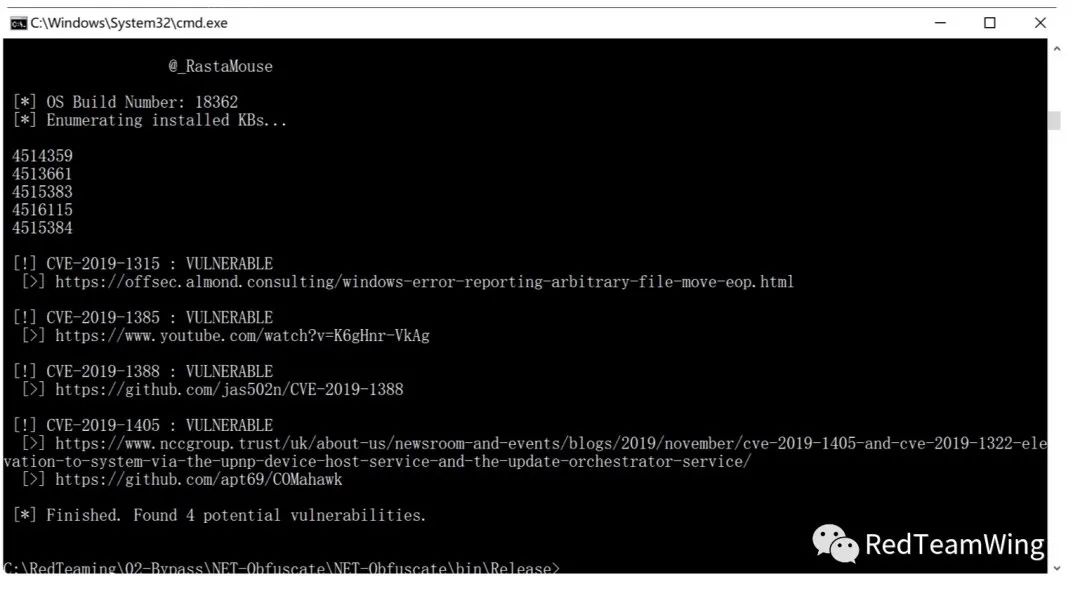 C:\Windows\System32\cmd.exe
@_RastaMouse
[*] OS Build Number: 18362
[*] Enumerating installed KBs...
4514359
4513661
4515383
4516115
4515384
[!] CVE-2019-1315 : VULNERABLE
[>] https://offsec.almond.consulting/windows-error-reporting-arbitrary-file-move-eop.html
[!] CVE-2019-1385 : VULNERABLE
[>] https://www.youtube.com/watch?v=K6gHnr-VkAg
[!] CVE-2019-1388 : VULNERABLE
[>] https://github.com/jas502n/CVE-2019-1388
[!] CVE-2019-1405 : VULNERABLE
[>] https://www.nccgroup.trust/uk/about-us/newsroom-and-events/blogs/2019/november/cve-2019-1405-and-cve-2019-1322-ele
vation-to-system-via-the-upnp-device-host-service-and-the-update-orchestrator-service/
[>] https://github.com/apt69/COMahawk
[*] Finished. Found 4 potential vulnerabilities.
RedTeamWing
C:\RedTeaming\02-Bypass\NET-Obfuscate\NET-Obfuscate\bin\Release>